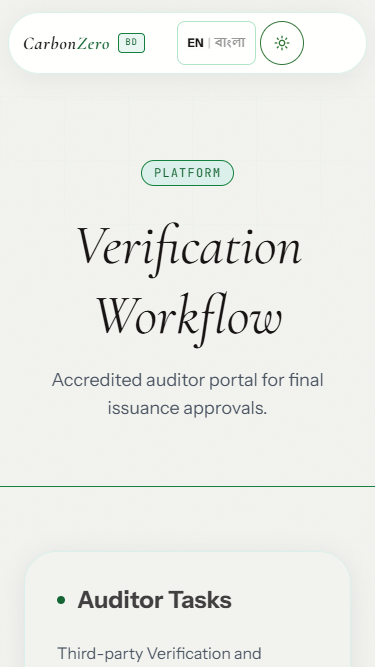 CarbonZero BD EN | বাংলা
PLATFORM
Verification
Workflow
Accredited auditor portal for final
issuance approvals.
Auditor Tasks
Third-party Verification and